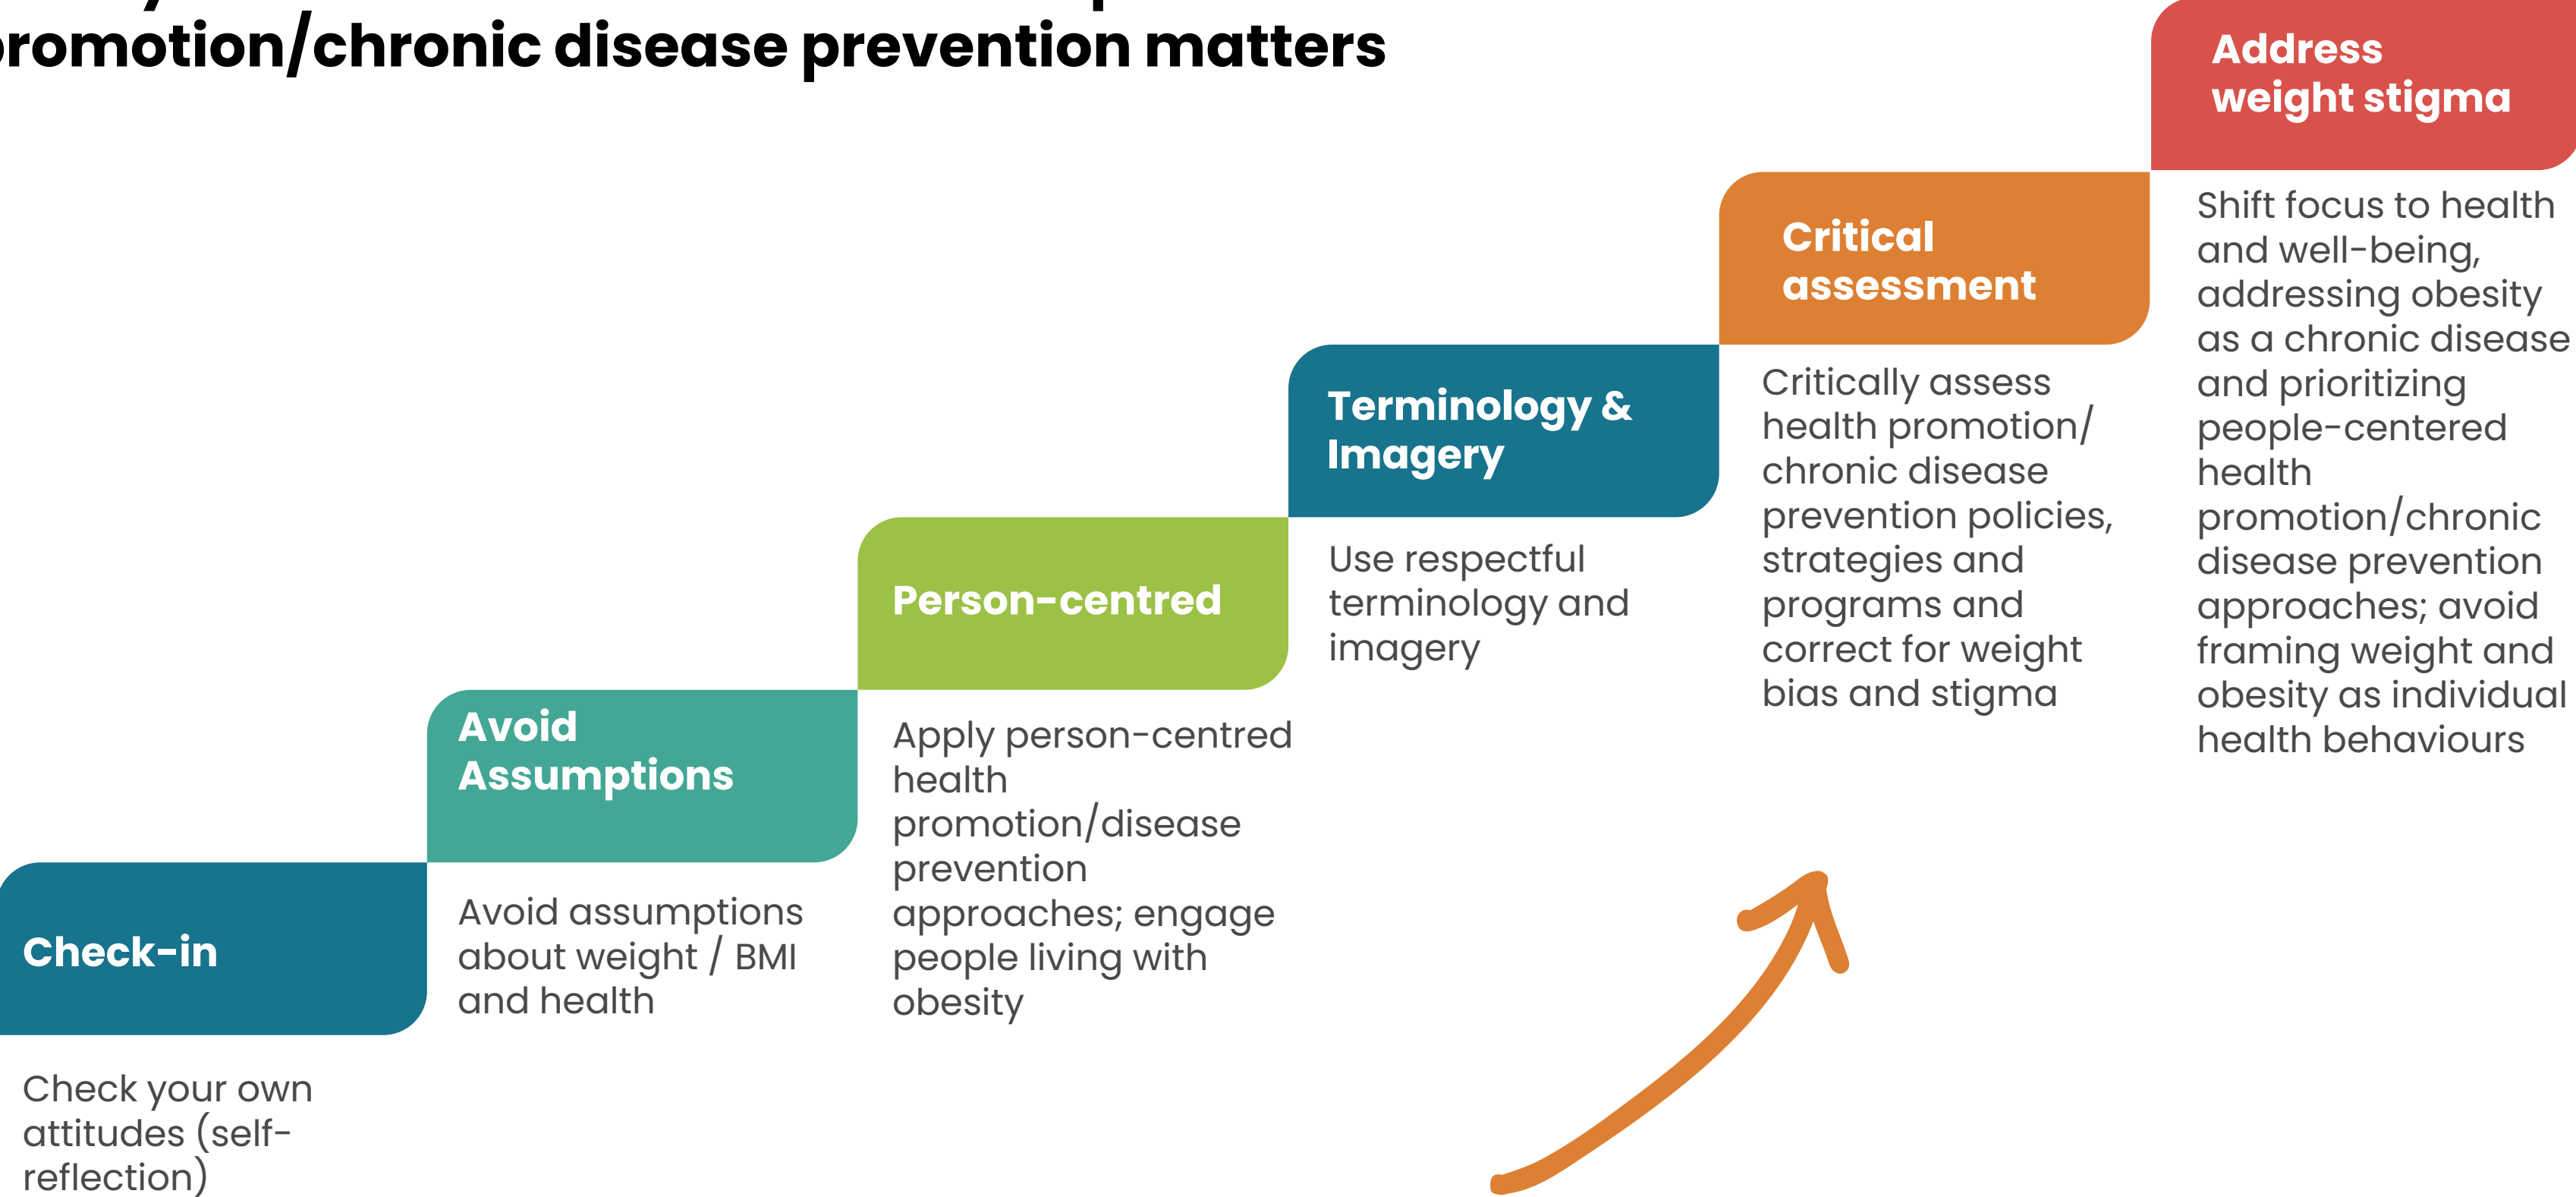 promotion/chronic disease prevention matters
Check-in
Check your own
attitudes (self-
reflection)
Avoid
Assumptions
Avoid assumptions
about weight / BMI
and health
Person-centred
Apply person-centred
health
promotion/disease
prevention
approaches; engage
people living with
obesity
Terminology &
Imagery
Use respectful
terminology and
imagery
Critical
assessment
Critically assess
health promotion/
chronic disease
prevention policies,
strategies and
programs and
correct for weight
bias and stigma
Address
weight stigma
Shift focus to health
and well-being,
addressing obesity
as a chronic disease
and prioritizing
people-centered
health
promotion/chronic
disease prevention
approaches; avoid
framing weight and
obesity as individual
health behaviours